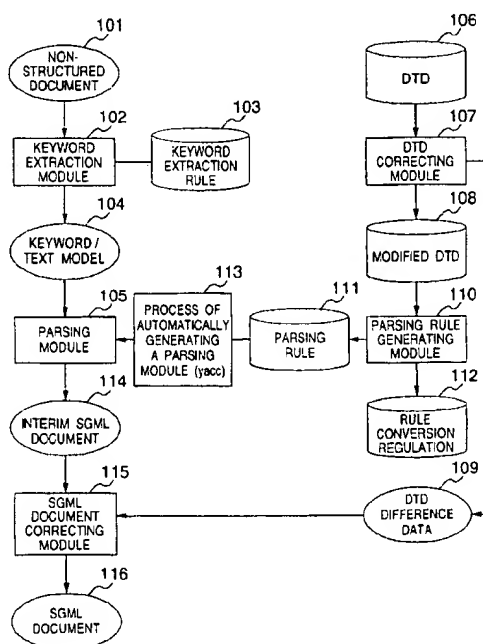 101
NON-
STRUCTURED
DOCUMENT
102
KEYWORD
EXTRACTION
MODULE
103
KEYWORD
EXTRACTION
RULE
104
KEYWORD /
TEXT MODEL
105
PARSING
MODULE
113
PROCESS OF
AUTOMATICALLY
GENERATING
A PARSING
MODULE (yacc)
111
PARSING
RULE
106
DTD
107
DTD
CORRECTING
MODULE
108
MODIFIED DTD
110
PARSING RULE
GENERATING
MODULE
112
RULE
CONVERSION
REGULATION
114
INTERIM SGML
DOCUMENT
109
DTD
DIFFERENCE
DATA
115
SGML
DOCUMENT
CORRECTING
MODULE
116
SGML
DOCUMENT